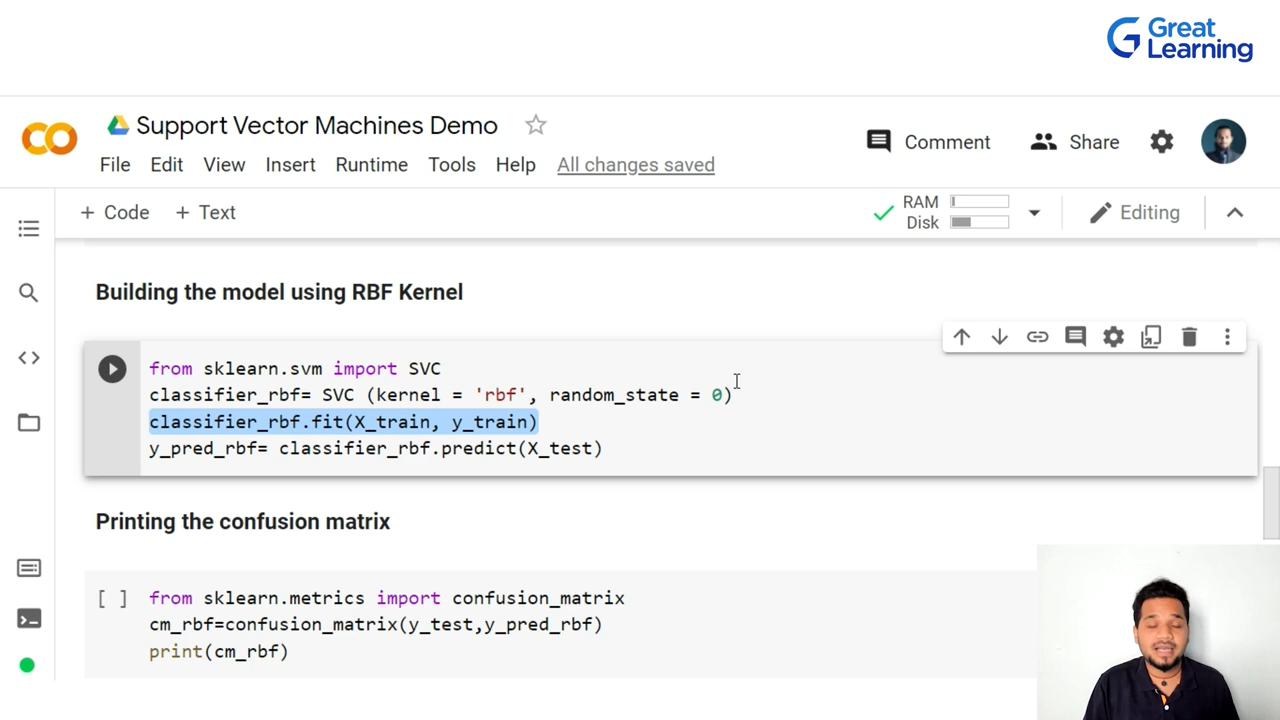 Great
Learning
Support Vector Machines Demo
File Edit View Insert Runtime Tools Help All changes saved
Comment Share
+ Code + Text
RAM
Disk
Editing
Building the model using RBF Kernel
from sklearn.svm import SVC
classifier_rbf= SVC (kernel = 'rbf', random_state = 0)
classifier_rbf.fit(X_train, y_train)
y_pred_rbf= classifier_rbf.predict(X_test)
Printing the confusion matrix
[ ] from sklearn.metrics import confusion_matrix
cm_rbf=confusion_matrix(y_test,y_pred_rbf)
print(cm_rbf)